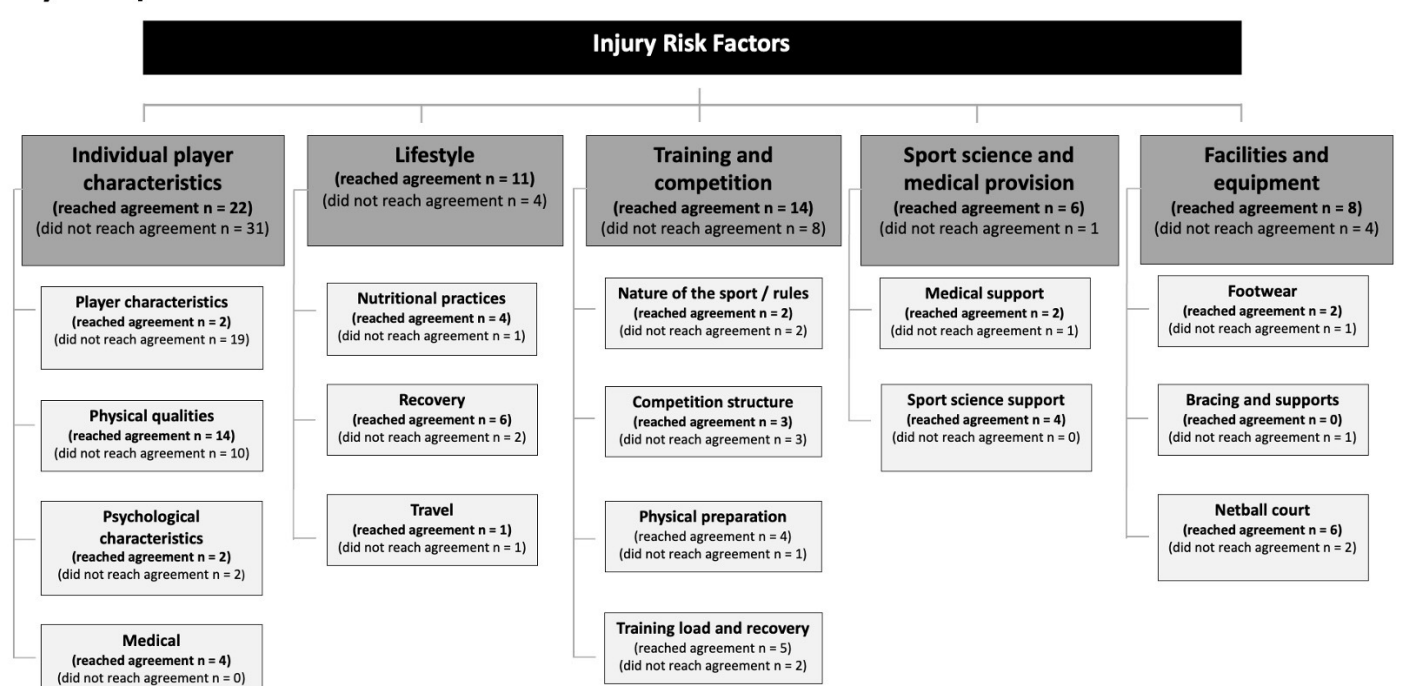 Injury Risk Factors
Individual player
characteristics
(reached agreement n = 22)
(did not reach agreement n = 31)
Player characteristics
(reached agreement n = 2)
(did not reach agreement n = 19)
Physical qualities
(reached agreement n = 14)
(did not reach agreement n = 10)
Psychological
characteristics
(reached agreement n = 2)
(did not reach agreement n = 2)
Medical
(reached agreement n = 4)
(did not reach agreement n = 0)
Lifestyle
(reached agreement n = 11)
(did not reach agreement n = 4)
Nutritional practices
(reached agreement n = 4)
(did not reach agreement n = 1)
Recovery
(reached agreement n = 6)
(did not reach agreement n = 2)
Travel
(reached agreement n = 1)
(did not reach agreement n = 1)
Training and
competition
(reached agreement n = 14)
(did not reach agreement n = 8)
Nature of the sport / rules
(reached agreement n = 2)
(did not reach agreement n = 2)
Competition structure
(reached agreement n = 3)
(did not reach agreement n = 3)
Physical preparation
(reached agreement n = 4)
(did not reach agreement n = 1)
Training load and recovery
(reached agreement n = 5)
(did not reach agreement n = 2)
Sport science and
medical provision
(reached agreement n = 6)
(did not reach agreement n = 1
Medical support
(reached agreement n = 2)
(did not reach agreement n = 1)
Sport science support
(reached agreement n = 4)
(did not reach agreement n = 0)
Facilities and
equipment
(reached agreement n = 8)
(did not reach agreement n = 4)
Footwear
(reached agreement n = 2)
(did not reach agreement n = 1)
Bracing and supports
(reached agreement n = 0)
(did not reach agreement n = 1)
Netball court
(reached agreement n = 6)
(did not reach agreement n = 2)